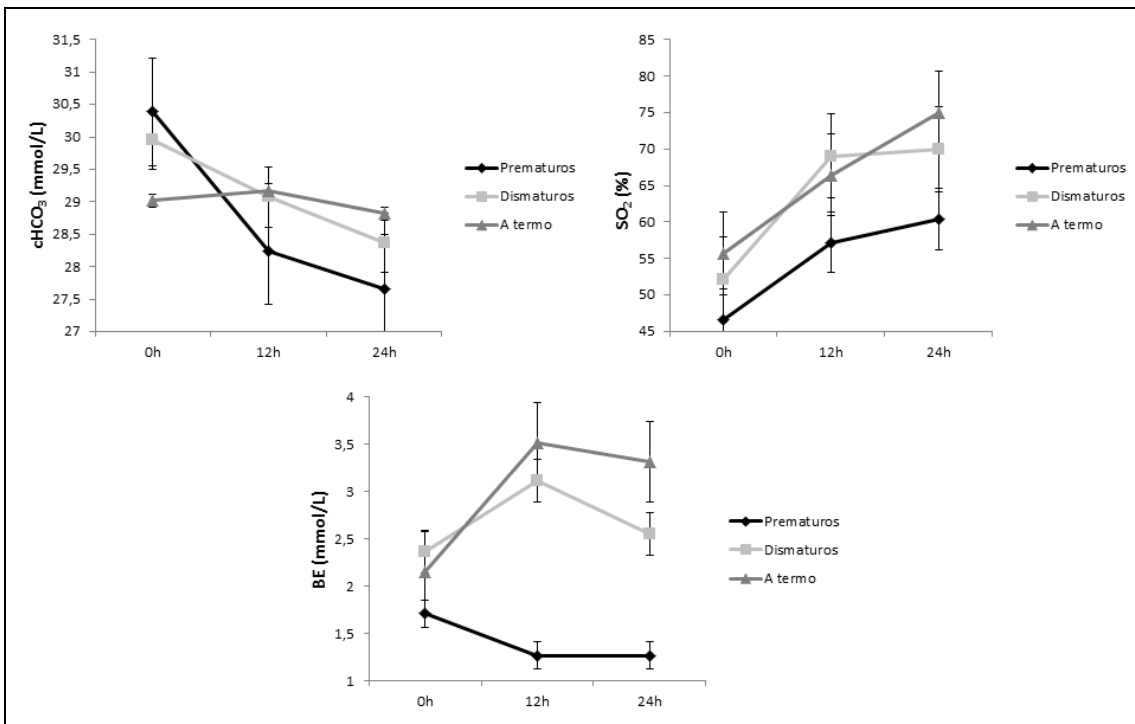 cHCO3 (mmol/L)
31,5
31
30,5
30
29,5
29
28,5
28
27,5
27
0h
12h
24h
Prematuros
Dismaturos
A termo
SO2 (%)
85
80
75
70
65
60
55
50
45
0h
12h
24h
Prematuros
Dismaturos
A termo
BE (mmol/L)
4
3,5
3
2,5
2
1,5
1
0h
12h
24h
Prematuros
Dismaturos
A termo